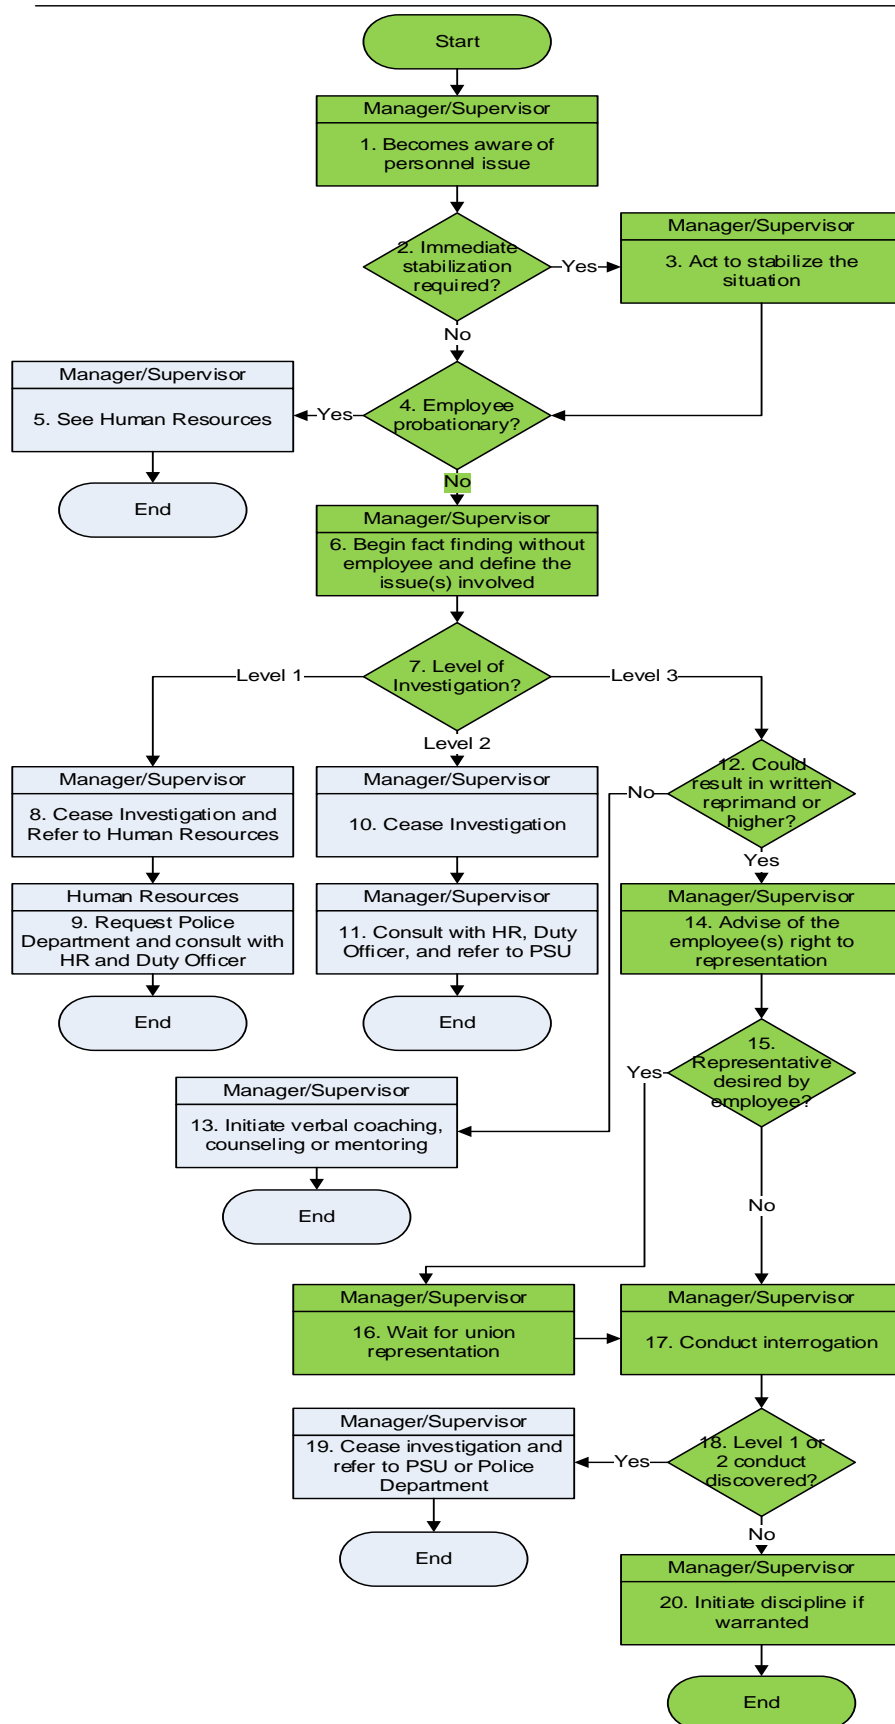 Start
Manager/Supervisor
1. Becomes aware of
personnel issue
2. Immediate
stabilization
required?
Yes
Manager/Supervisor
3. Act to stabilize the
situation
No
Manager/Supervisor
5. See Human Resources
Yes
4. Employee
probationary?
End
No
Manager/Supervisor
6. Begin fact finding without
employee and define the
issue(s) involved
7. Level of
Investigation?
Level 1
Level 2
Level 3
Manager/Supervisor
8. Cease Investigation and
Refer to Human Resources
Manager/Supervisor
10. Cease Investigation
No
12. Could
result in written
reprimand or
higher?
Yes
Human Resources
9. Request Police
Department and consult with
HR and Duty Officer
Manager/Supervisor
11. Consult with HR, Duty
Officer, and refer to PSU
Manager/Supervisor
14. Advise of the
employee(s) right to
representation
End
End
15.
Representative
desired by
employee?
Yes
Manager/Supervisor
13. Initiate verbal coaching,
counseling or mentoring
End
No
Manager/Supervisor
16. Wait for union
representation
Manager/Supervisor
17. Conduct interrogation
Manager/Supervisor
19. Cease investigation and
refer to PSU or Police
Department
Yes
18. Level 1 or
2 conduct
discovered?
End
No
Manager/Supervisor
20. Initiate discipline if
warranted
End